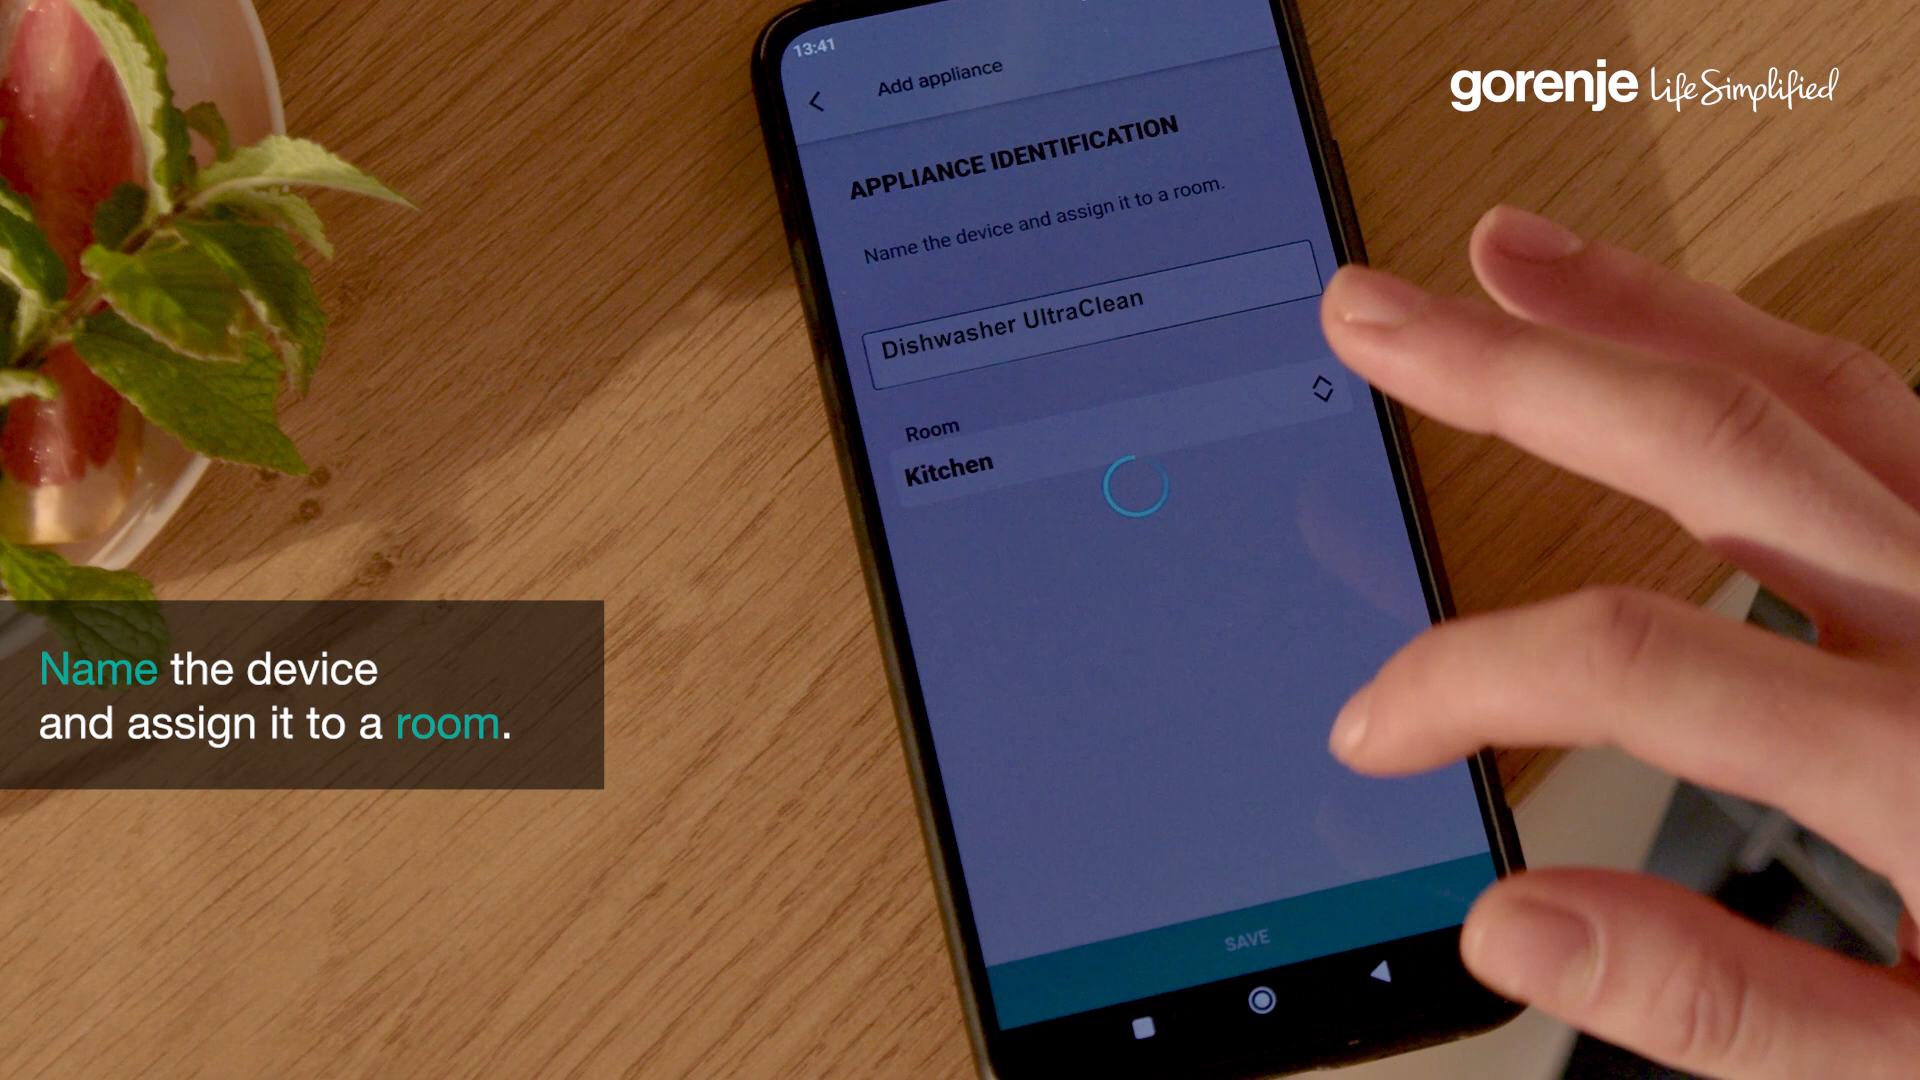 13:41
Add appliance
gorenje Life Simplified
APPLIANCE IDENTIFICATION
Name the device and assign it to a room.
Dishwasher UltraClean
Room
Kitchen
Name the device
and assign it to a room.
SAVE